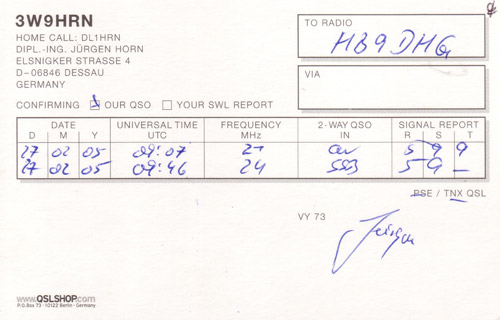 3W9HRN
HOME CALL: DL1HRN
DIPL.-ING. JÜRGEN HORN
ELSNIGKER STRASSE 4
D-06846 DESSAU
GERMANY
TO RADIO
HB9DHG
VIA
CONFIRMING OUR QSO YOUR SWL REPORT
DATE UNIVERSAL TIME FREQUENCY 2-WAY QSO SIGNAL REPORT
D M Y UTC MHz IN R S T
27 02 05 09:07 CW 5 9 9
27 02 05 09:46 24 SSB 5 9 –
PSE / TNX QSL
VY 73
Jürgen
www.QSLSHOP.com
P.O.Box 73 · 10122 Berlin · Germany